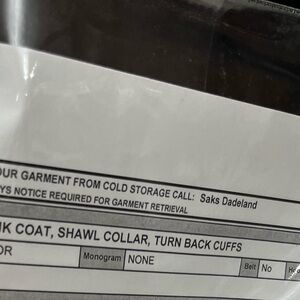 OUR GARMENT FROM COLD STORAGE CALL: Saks Dadeland
YS NOTICE REQUIRED FOR GARMENT RETRIEVAL
NK COAT, SHAWL COLLAR, TURN BACK CUFFS
OR Monogram NONE Belt No